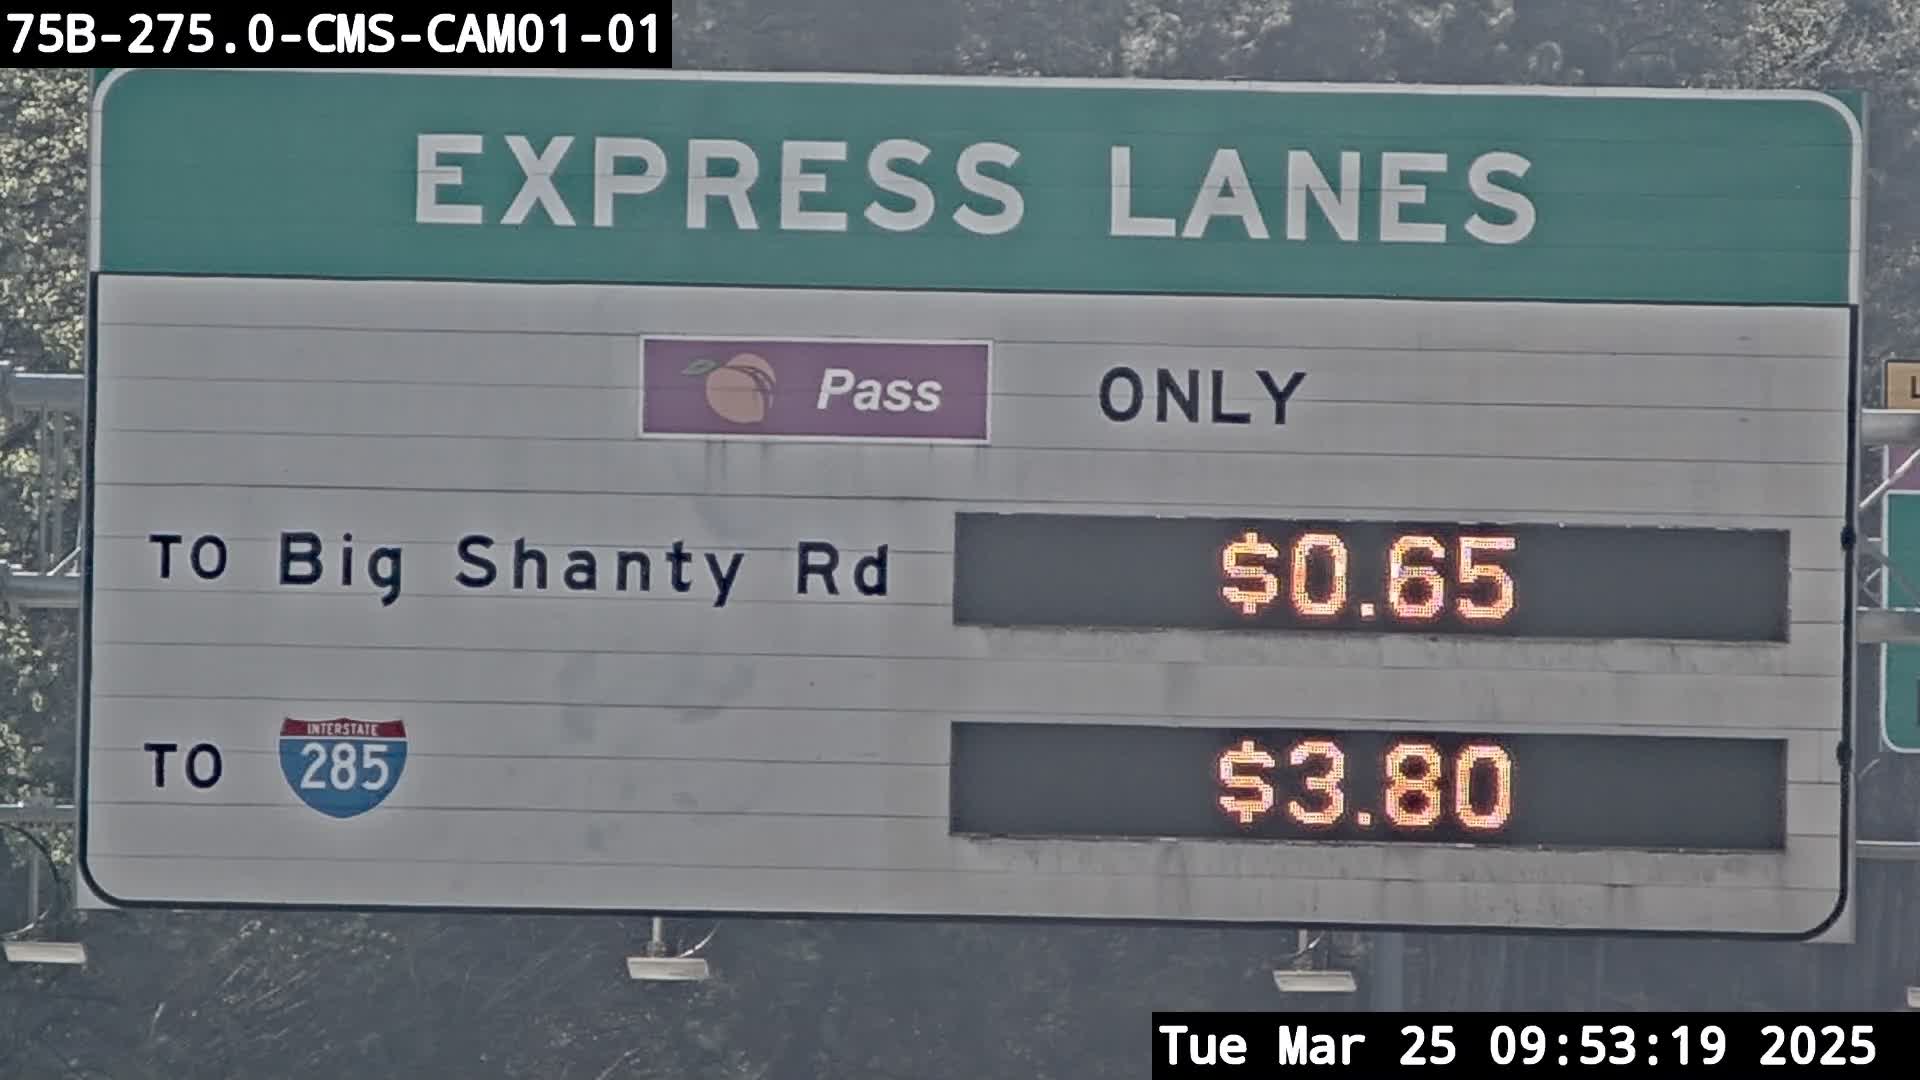 75B-275.0-CMS-CAM01-01
EXPRESS LANES
Pass ONLY
TO Big Shanty Rd $0.65
TO INTERSTATE 285 $3.80
Tue Mar 25 09:53:19 2025